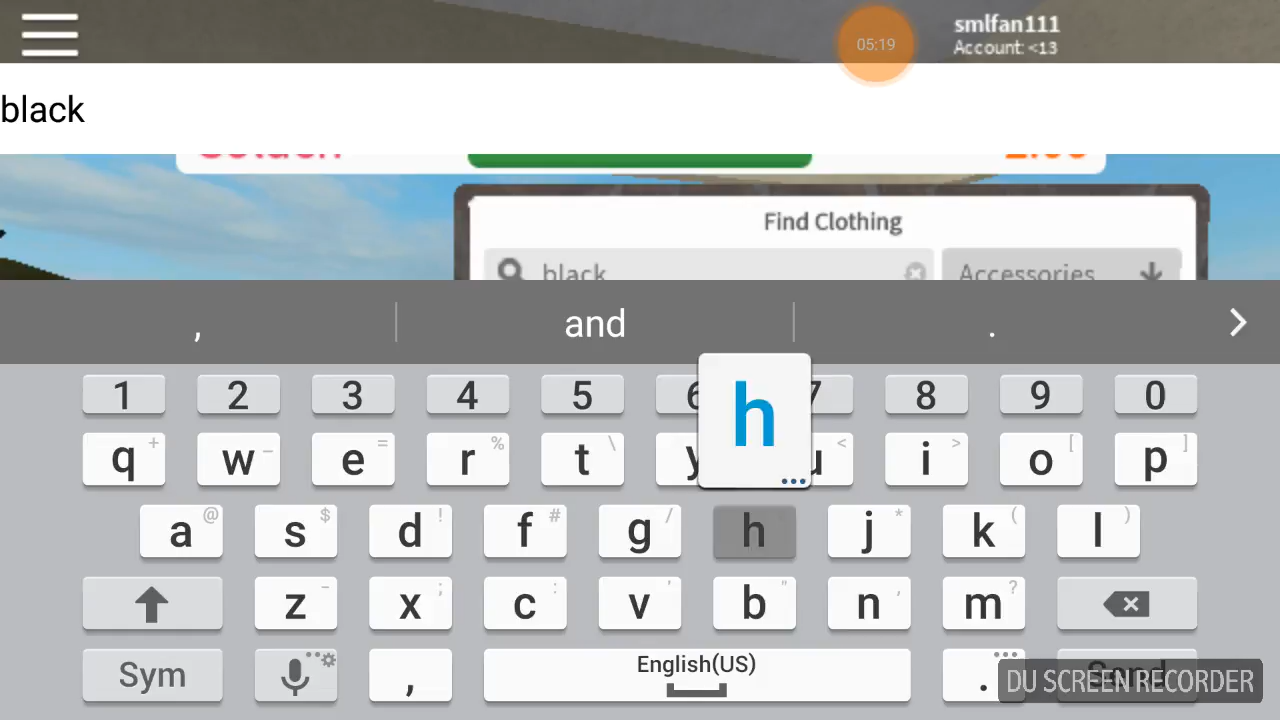 smlfan111
05:19
Account: <13
black
Find Clothing
black
Accessories
, and .
h
1 2 3 4 5 6 7 8 9 0
q + w e = r % t \ y u < i > o [ p ]
a @ s $ d ! f # g / h j * k ( l )
z x ; c : v ' b " n , m ?
Sym , English(US) .
DU SCREEN RECORDER